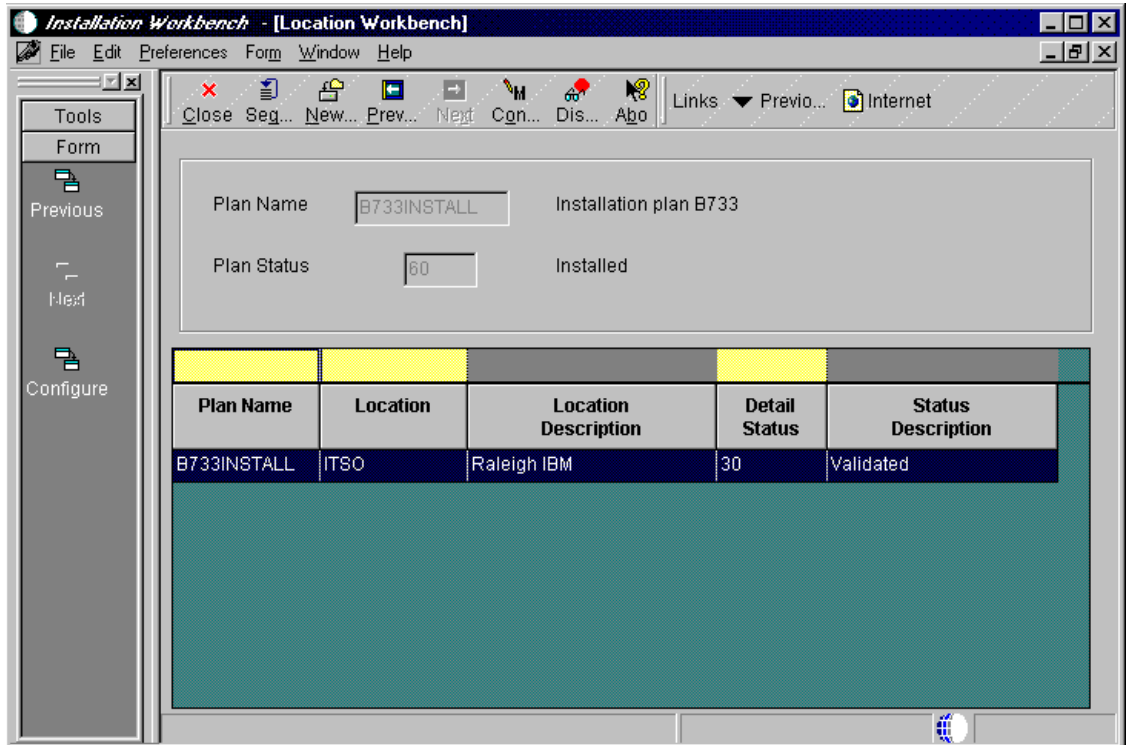 Installation Workbench - [Location Workbench]
File Edit Preferences Form Window Help
Close Seq... New... Prev... Next Con... Dis... Abo Links Previo... Internet
Tools
Form
Previous
Next
Configure
Plan Name B733INSTALL Installation plan B733
Plan Status 60 Installed
Plan Name Location Location Description Detail Status Status Description
B733INSTALL ITSO Raleigh IBM 30 Validated